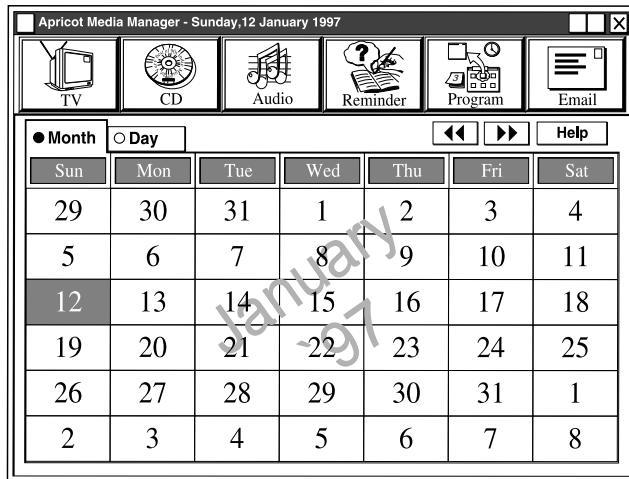 Apricot Media Manager - Sunday,12 January 1997
TV CD Audio Reminder Program Email
3
Month Day Help
Sun Mon Tue Wed Thu Fri Sat
29 30 31 1 2 3 4
5 6 7 8 9 10 11
12 13 14 15 16 17 18
19 20 21 22 23 24 25
26 27 28 29 30 31 1
2 3 4 5 6 7 8
January
`97